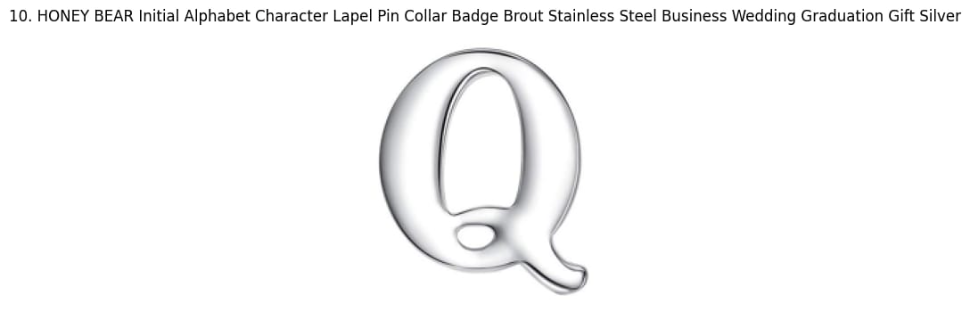 10. HONEY BEAR Initial Alphabet Character Lapel Pin Collar Badge Brout Stainless Steel Business Wedding Graduation Gift Silver
Q